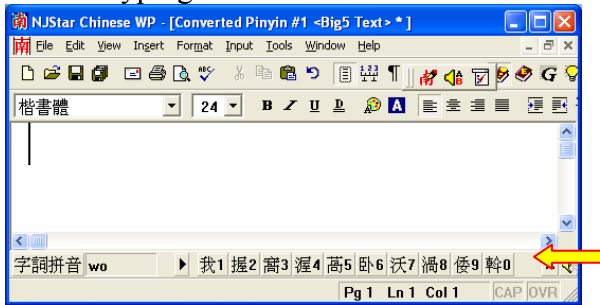 NJStar Chinese WP - [Converted Pinyin #1 <Big5 Text> * ]
File Edit View Insert Format Input Tools Window Help
楷書體 24 B Z U D A
字詞拼音 wo 我1 握2 窩3 渥4 萵5 卧6 沃7 渦8 倭9 斡0
Pg 1 Ln 1 Col 1 CAP OVR